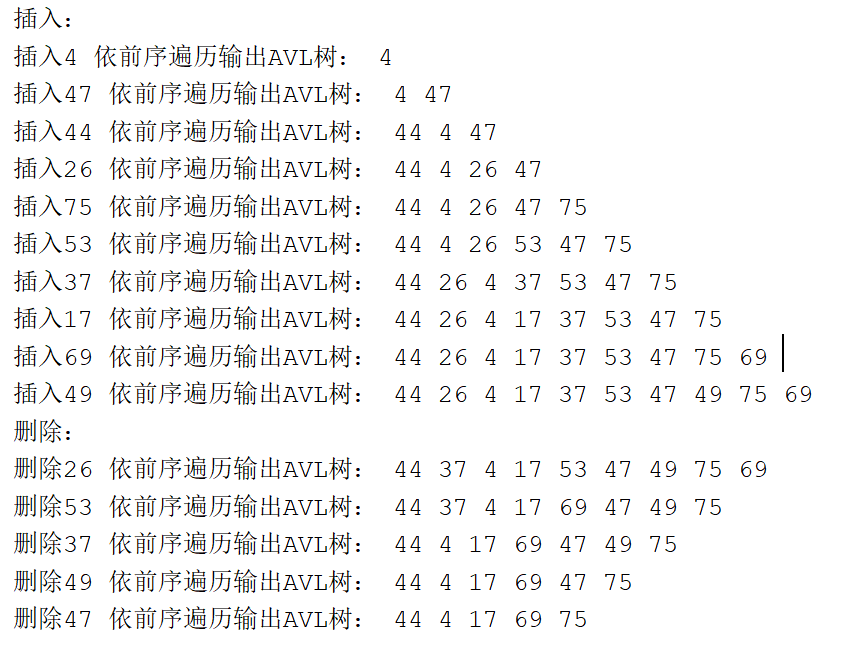 插入：
插入4 依前序遍历输出AVL树： 4
插入47 依前序遍历输出AVL树： 4 47
插入44 依前序遍历输出AVL树： 44 4 47
插入26 依前序遍历输出AVL树： 44 4 26 47
插入75 依前序遍历输出AVL树： 44 4 26 47 75
插入53 依前序遍历输出AVL树： 44 4 26 53 47 75
插入37 依前序遍历输出AVL树： 44 26 4 37 53 47 75
插入17 依前序遍历输出AVL树： 44 26 4 17 37 53 47 75
插入69 依前序遍历输出AVL树： 44 26 4 17 37 53 47 75 69
插入49 依前序遍历输出AVL树： 44 26 4 17 37 53 47 49 75 69
删除：
删除26 依前序遍历输出AVL树： 44 37 4 17 53 47 49 75 69
删除53 依前序遍历输出AVL树： 44 37 4 17 69 47 49 75
删除37 依前序遍历输出AVL树： 44 4 17 69 47 49 75
删除49 依前序遍历输出AVL树： 44 4 17 69 47 75
删除47 依前序遍历输出AVL树： 44 4 17 69 75